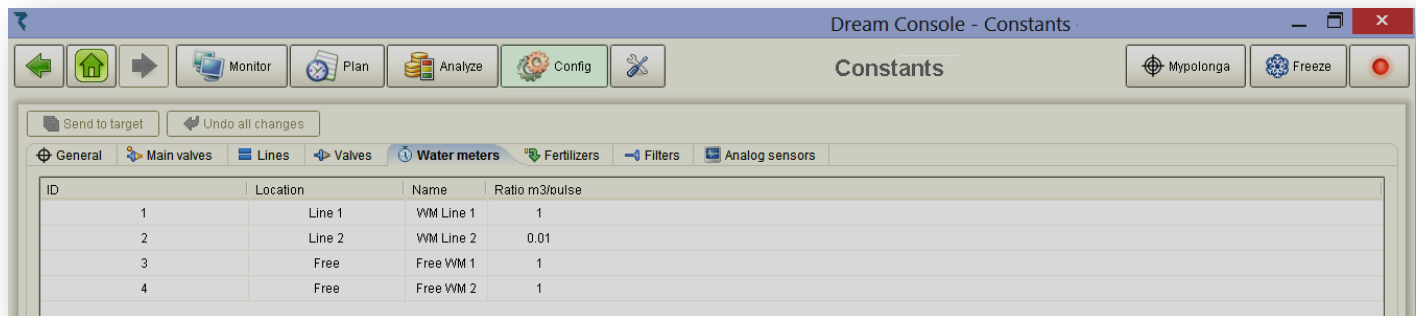 Dream Console - Constants
Monitor Plan Analyze Config Constants Mypolonga Freeze
Send to target Undo all changes
General Main valves Lines Valves Water meters Fertilizers Filters Analog sensors
ID Location Name Ratio m3/pulse
1 Line 1 WM Line 1 1
2 Line 2 WM Line 2 0.01
3 Free Free WM 1 1
4 Free Free WM 2 1